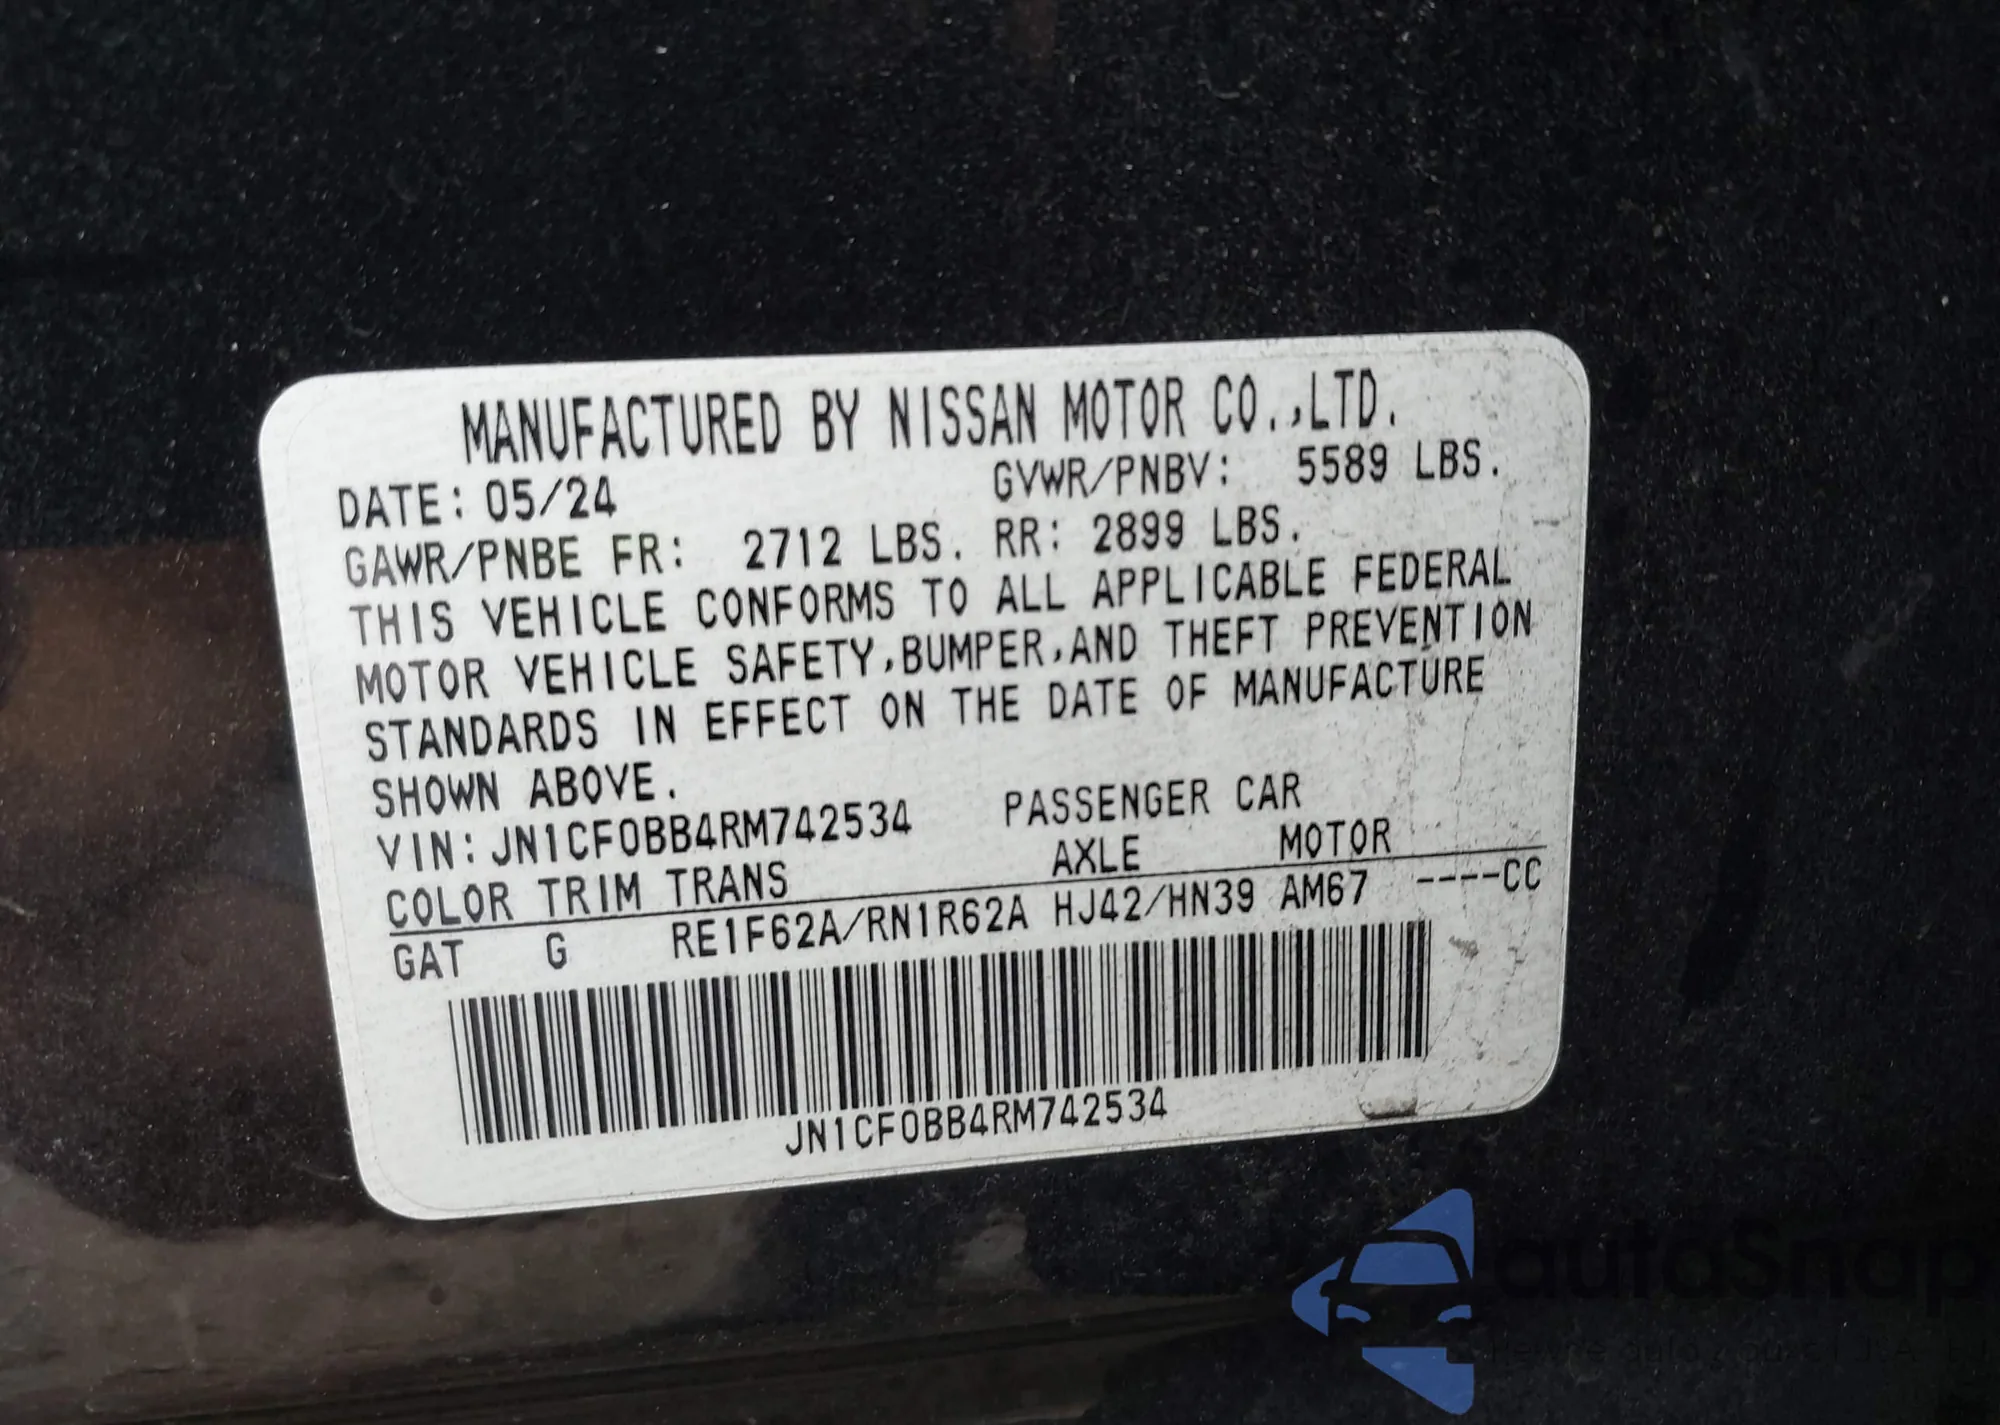 MANUFACTURED BY NISSAN MOTOR CO.,LTD.
DATE: 05/24 GVWR/PNBV: 5589 LBS.
GAWR/PNBE FR: 2712 LBS. RR: 2899 LBS.
THIS VEHICLE CONFORMS TO ALL APPLICABLE FEDERAL
MOTOR VEHICLE SAFETY,BUMPER,AND THEFT PREVENTION
STANDARDS IN EFFECT ON THE DATE OF MANUFACTURE
SHOWN ABOVE.
VIN: JN1CF0BB4RM742534 PASSENGER CAR
COLOR TRIM TRANS AXLE MOTOR
GAT G RE1F62A/RN1R62A HJ42/HN39 AM67 ----CC
JN1CF0BB4RM742534
autoSnap